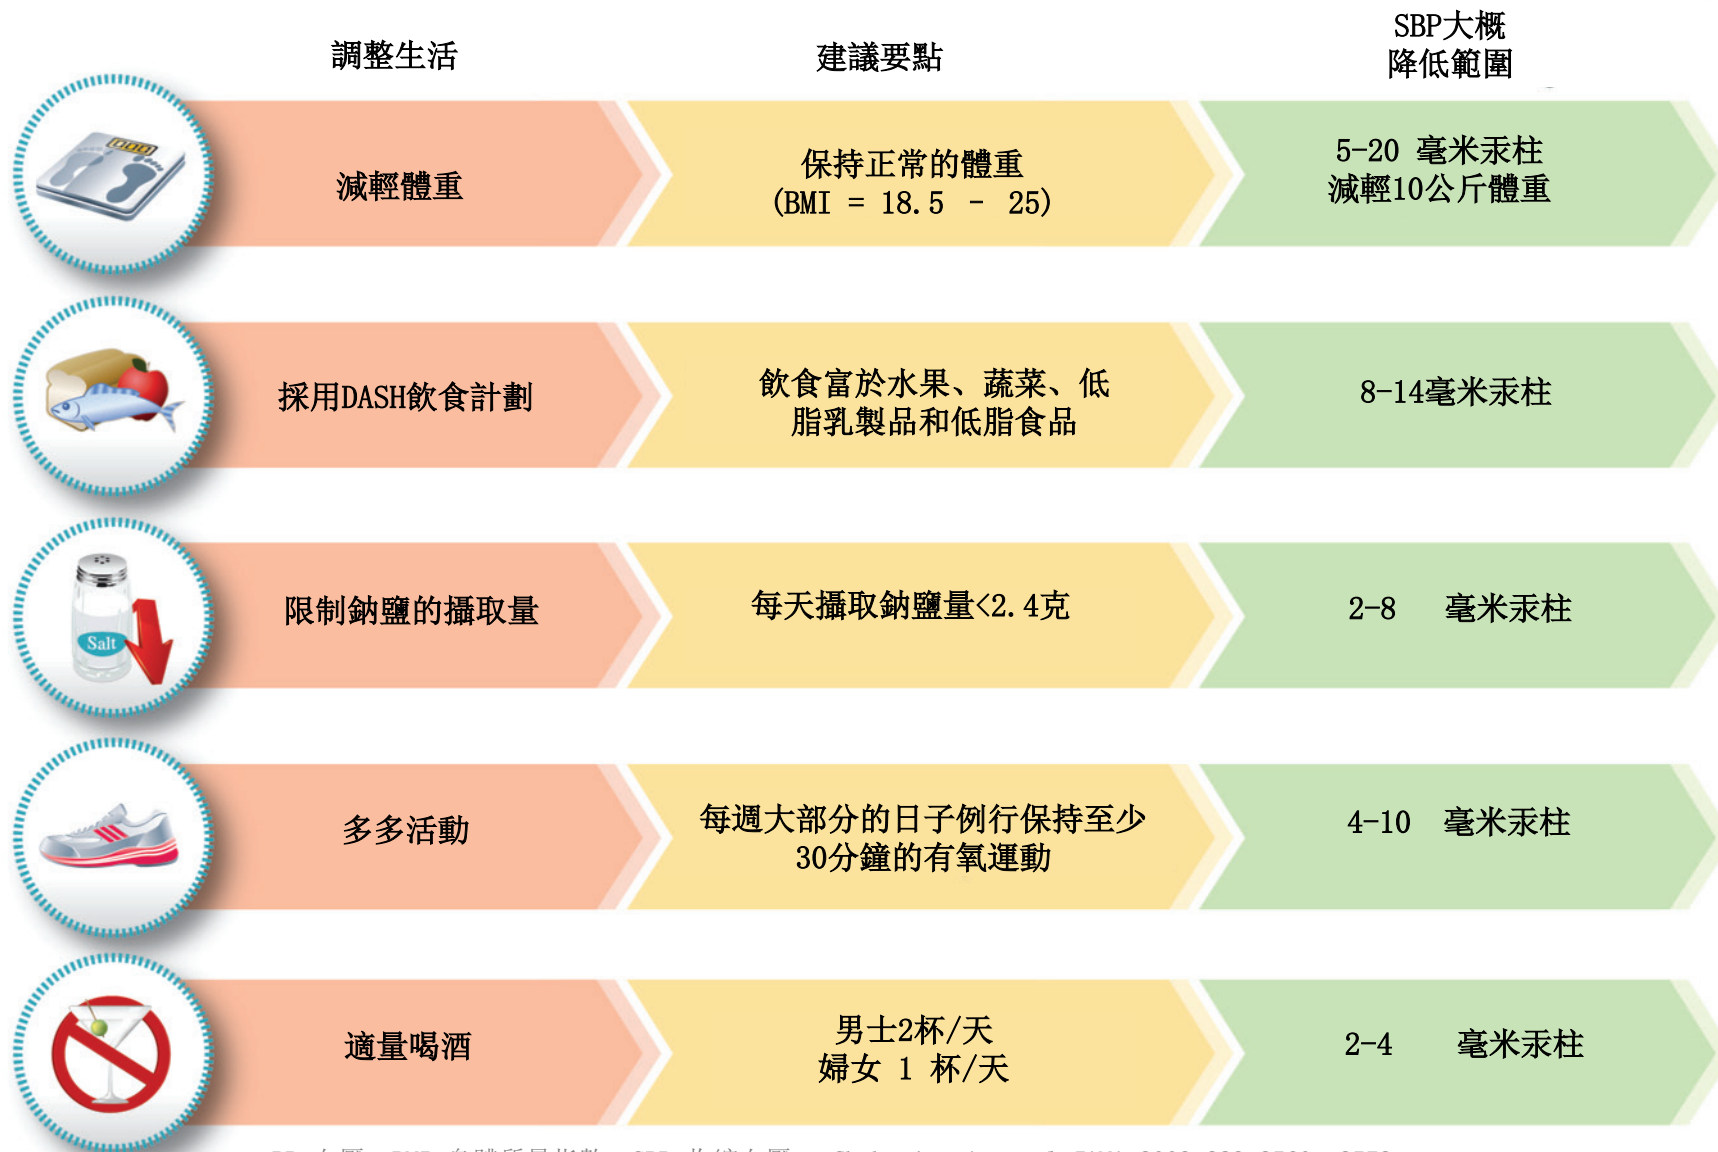 調整生活
建議要點
SBP大概
降低範圍
減輕體重
保持正常的體重
(BMI = 18.5 - 25)
5-20 毫米汞柱
減輕10公斤體重
採用DASH飲食計劃
飲食富於水果、蔬菜、低
脂乳製品和低脂食品
8-14毫米汞柱
Salt
限制鈉鹽的攝取量
每天攝取鈉鹽量<2.4克
2-8 毫米汞柱
多多活動
每週大部分的日子例行保持至少
30分鐘的有氧運動
4-10 毫米汞柱
適量喝酒
男士2杯/天
婦女 1 杯/天
2-4 毫米汞柱